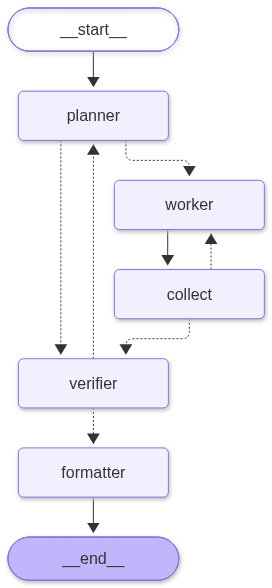 __start__
planner
worker
collect
verifier
formatter
__end__